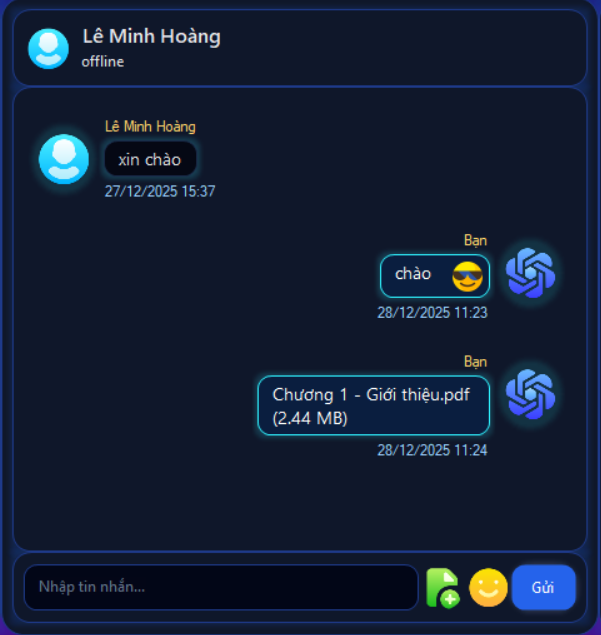 Lê Minh Hoàng
offline
Lê Minh Hoàng
xin chào
27/12/2025 15:37
Bạn
chào 😎
28/12/2025 11:23
Bạn
Chương 1 - Giới thiệu.pdf
(2.44 MB)
28/12/2025 11:24
Nhập tin nhắn...
Gửi